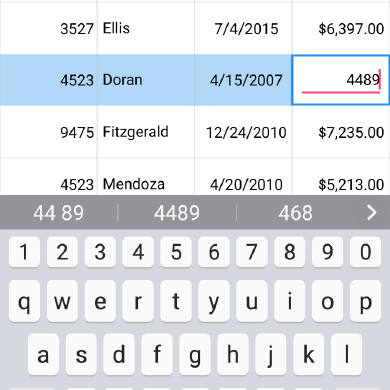 3527 Ellis 7/4/2015 $6,397.00
4523 Doran 4/15/2007 4489
9475 Fitzgerald 12/24/2010 $7,235.00
4523 Mendoza 4/20/2010 $5,213.00
44 89 4489 468
1 2 3 4 5 6 7 8 9 0
q w e r t y u i o p
a s d f g h j k l